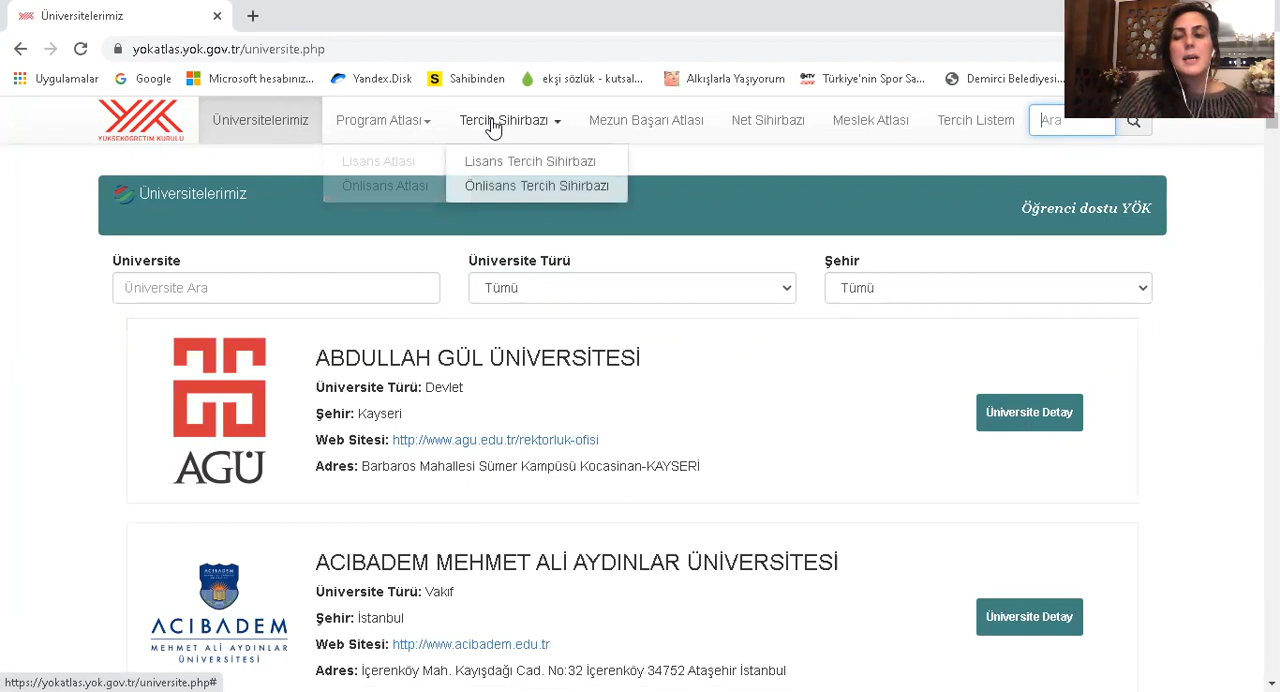 Üniversitelerimiz
yokatlas.yok.gov.tr/universite.php
Uygulamalar Google Microsoft hesabınız... Yandex.Disk Sahibinden ekşi sözlük - kutsal... Alkışlarla Yaşıyorum Türkiye'nin Spor Sa... Demirci Belediyesi...
YÜKSEKÖĞRETİM KURULU
Üniversitelerimiz Program Atlası Tercih Sihirbazı Mezun Başarı Atlası Net Sihirbazı Meslek Atlası Tercih Listem Ara
Lisans Atlası Lisans Tercih Sihirbazı
Önlisans Atlası Önlisans Tercih Sihirbazı
Üniversitelerimiz
Öğrenci dostu YÖK
Üniversite Üniversite Türü Şehir
Üniversite Ara Tümü Tümü
AGÜ
ABDULLAH GÜL ÜNİVERSİTESİ
Üniversite Türü: Devlet
Şehir: Kayseri
Web Sitesi: http://www.agu.edu.tr/rektorluk-ofisi
Adres: Barbaros Mahallesi Sümer Kampüsü Kocasinan-KAYSERİ
Üniversite Detay
ACIBADEM
MEHMET ALİ AYDINLAR
ÜNİVERSİTESİ
ACIBADEM MEHMET ALİ AYDINLAR ÜNİVERSİTESİ
Üniversite Türü: Vakıf
Şehir: İstanbul
Web Sitesi: http://www.acibadem.edu.tr
Adres: İçerenköy Mah. Kayışdağı Cad. No:32 İçerenköy 34752 Ataşehir İstanbul
Üniversite Detay
https://yokatlas.yok.gov.tr/universite.php#